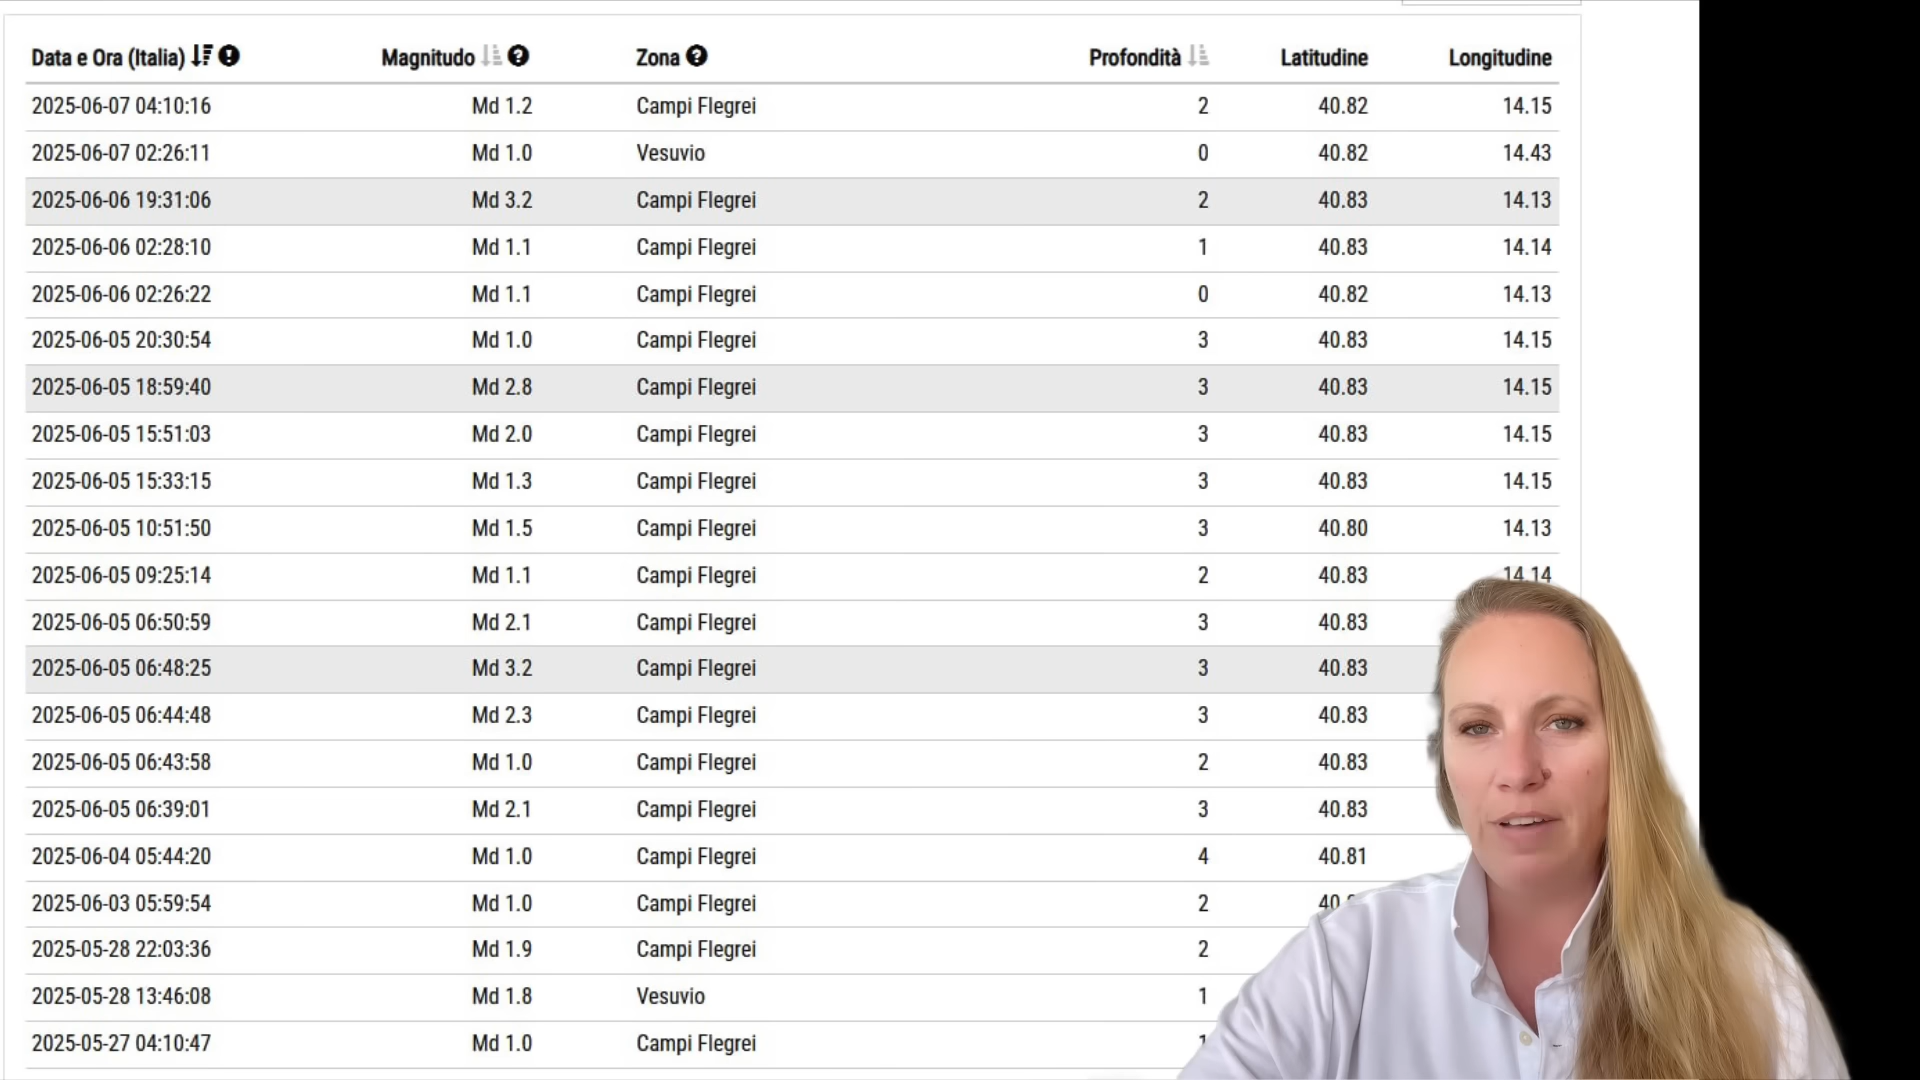 Data e Ora (Italia) Magnitudo Zona Profondità Latitudine Longitudine
2025-06-07 04:10:16 Md 1.2 Campi Flegrei 2 40.82 14.15
2025-06-07 02:26:11 Md 1.0 Vesuvio 0 40.82 14.43
2025-06-06 19:31:06 Md 3.2 Campi Flegrei 2 40.83 14.13
2025-06-06 02:28:10 Md 1.1 Campi Flegrei 1 40.83 14.14
2025-06-06 02:26:22 Md 1.1 Campi Flegrei 0 40.82 14.13
2025-06-05 20:30:54 Md 1.0 Campi Flegrei 3 40.83 14.15
2025-06-05 18:59:40 Md 2.8 Campi Flegrei 3 40.83 14.15
2025-06-05 15:51:03 Md 2.0 Campi Flegrei 3 40.83 14.15
2025-06-05 15:33:15 Md 1.3 Campi Flegrei 3 40.83 14.15
2025-06-05 10:51:50 Md 1.5 Campi Flegrei 3 40.80 14.13
2025-06-05 09:25:14 Md 1.1 Campi Flegrei 2 40.83 14.14
2025-06-05 06:50:59 Md 2.1 Campi Flegrei 3 40.83
2025-06-05 06:48:25 Md 3.2 Campi Flegrei 3 40.83
2025-06-05 06:44:48 Md 2.3 Campi Flegrei 3 40.83
2025-06-05 06:43:58 Md 1.0 Campi Flegrei 2 40.83
2025-06-05 06:39:01 Md 2.1 Campi Flegrei 3 40.83
2025-06-04 05:44:20 Md 1.0 Campi Flegrei 4 40.81
2025-06-03 05:59:54 Md 1.0 Campi Flegrei 2
2025-05-28 22:03:36 Md 1.9 Campi Flegrei 2
2025-05-28 13:46:08 Md 1.8 Vesuvio 1
2025-05-27 04:10:47 Md 1.0 Campi Flegrei